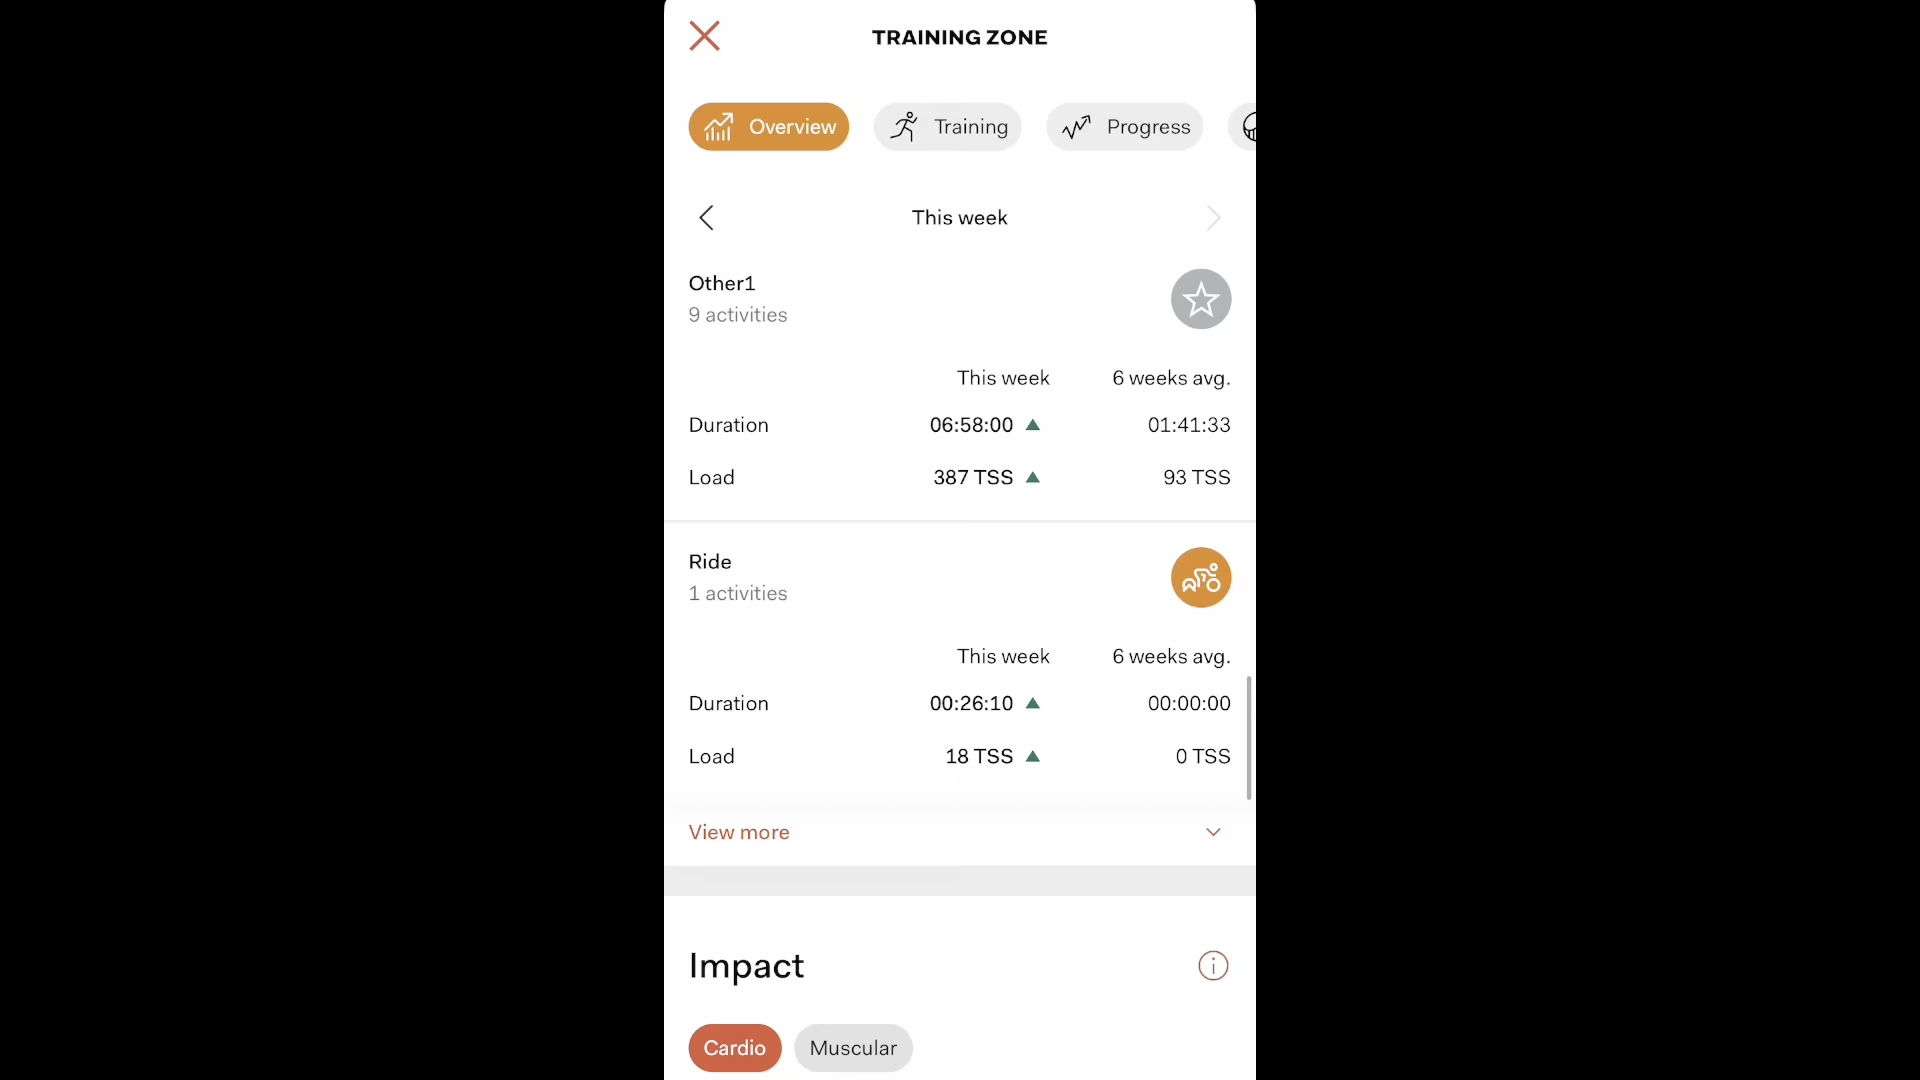 TRAINING ZONE
Overview Training Progress
This week
Other1
9 activities
This week 6 weeks avg.
Duration 06:58:00 01:41:33
Load 387 TSS 93 TSS
Ride
1 activities
This week 6 weeks avg.
Duration 00:26:10 00:00:00
Load 18 TSS 0 TSS
View more
Impact
Cardio Muscular